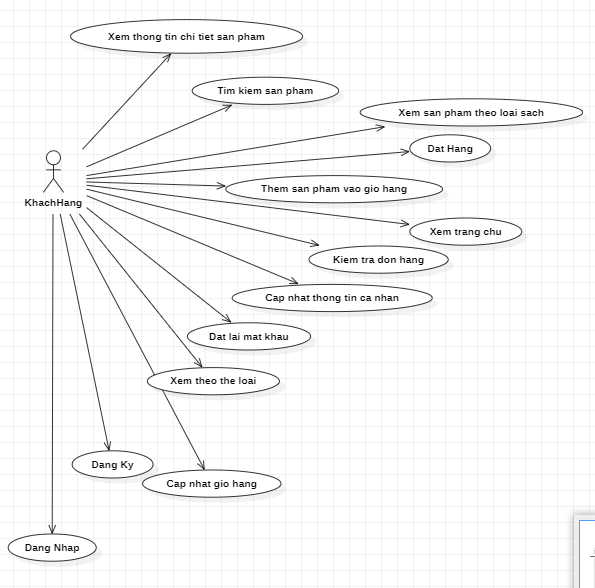 Xem thong tin chi tiet san pham
Tim kiem san pham
Xem san pham theo loai sach
Dat Hang
Them san pham vao gio hang
KhachHang
Xem trang chu
Kiem tra don hang
Cap nhat thong tin ca nhan
Dat lai mat khau
Xem theo the loai
Dang Ky
Cap nhat gio hang
Dang Nhap